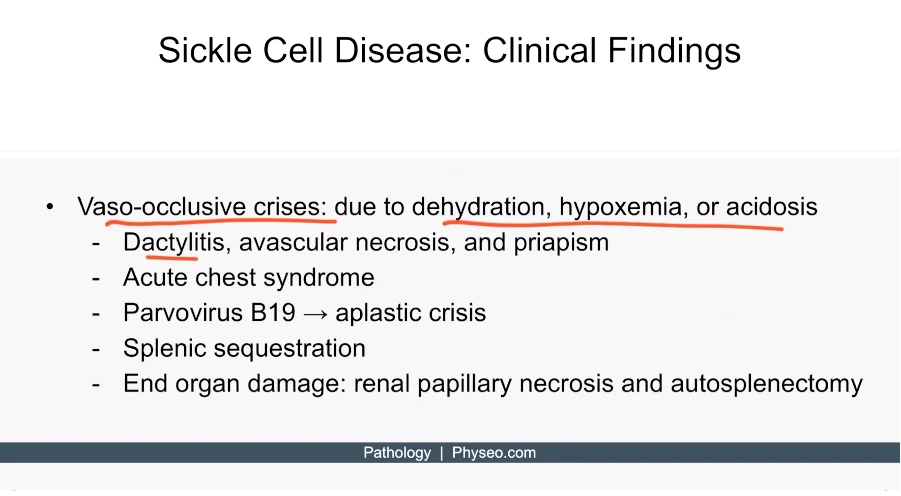 Sickle Cell Disease: Clinical Findings
• Vaso-occlusive crises: due to dehydration, hypoxemia, or acidosis
- Dactylitis, avascular necrosis, and priapism
- Acute chest syndrome
- Parvovirus B19 → aplastic crisis
- Splenic sequestration
- End organ damage: renal papillary necrosis and autosplenectomy
Pathology | Physeo.com